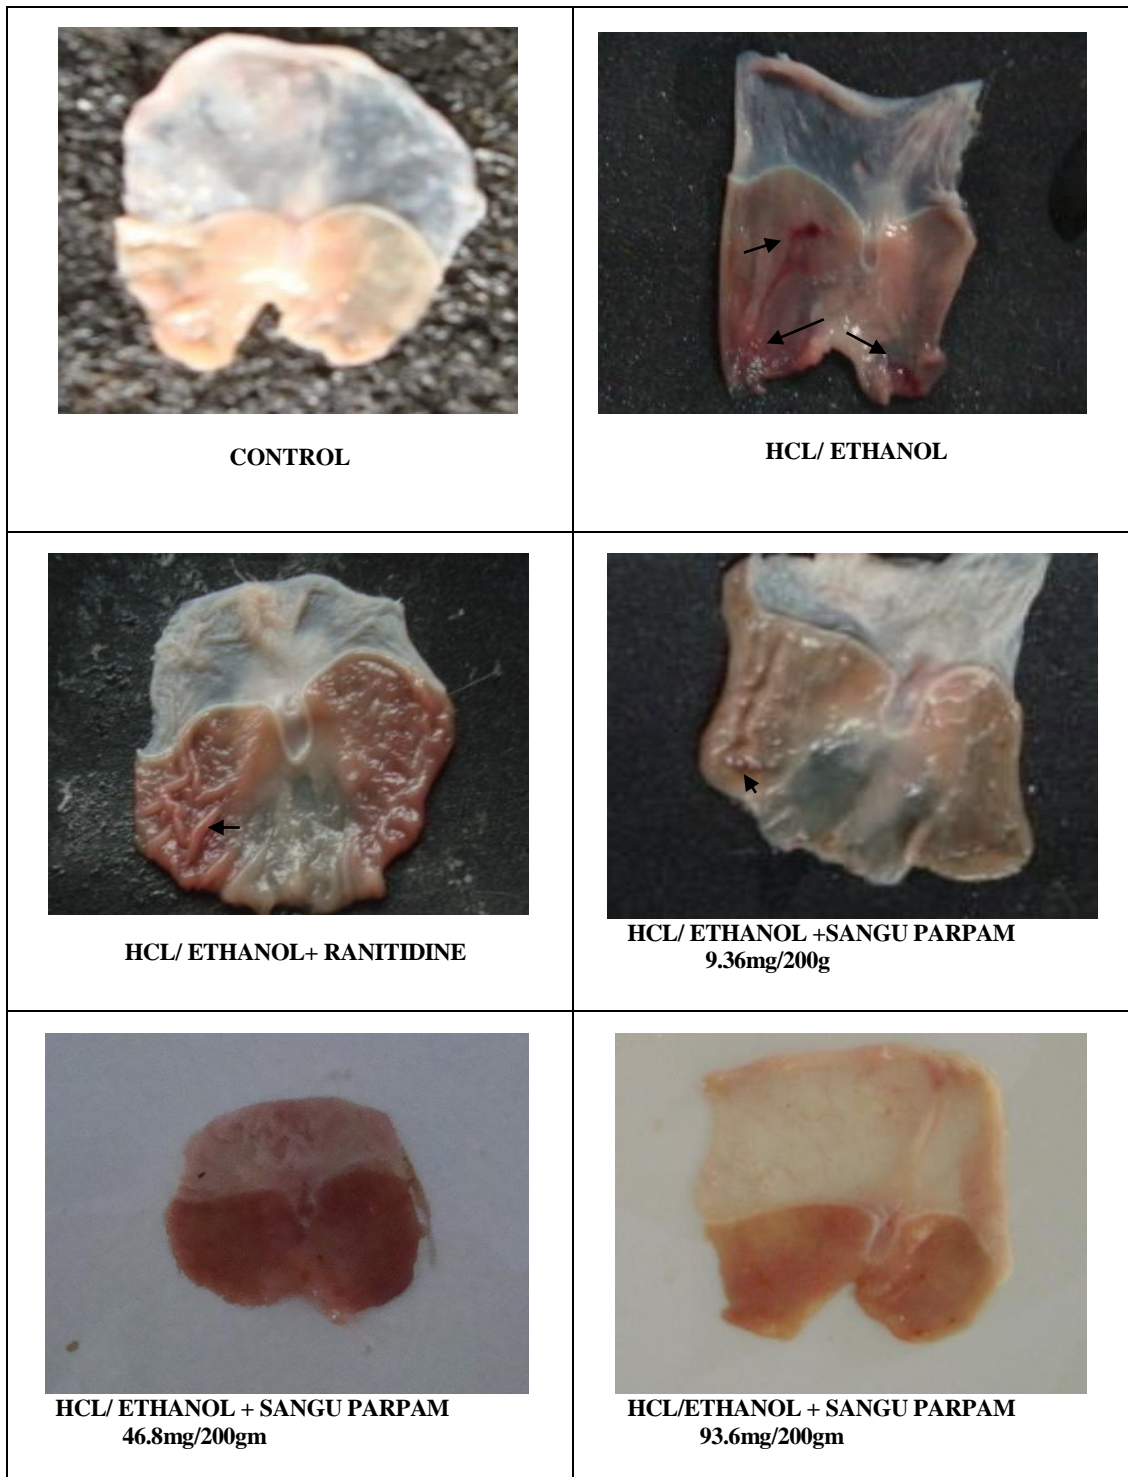 CONTROL
HCL/ ETHANOL
HCL/ ETHANOL+ RANITIDINE
HCL/ ETHANOL +SANGU PARPAM
9.36mg/200g
HCL/ ETHANOL + SANGU PARPAM
46.8mg/200gm
HCL/ETHANOL + SANGU PARPAM
93.6mg/200gm